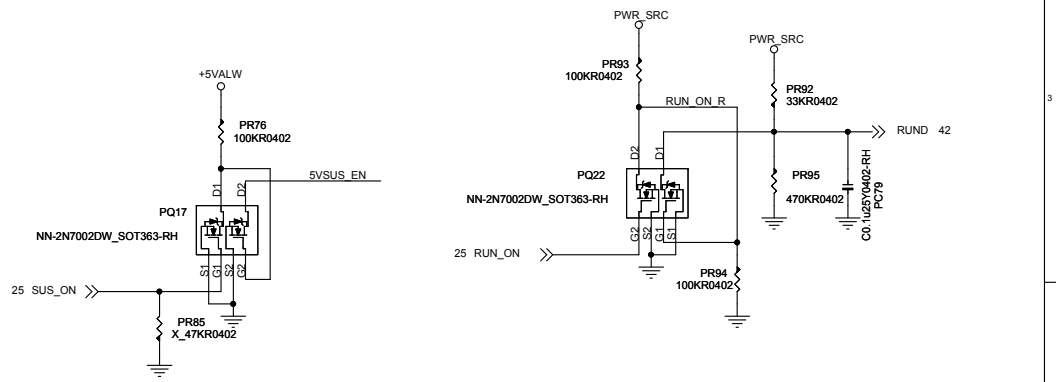 +5VALW
PR76
100KR0402
D1
D2
5VSUS_EN
PQ17
NN-2N7002DW_SOT363-RH
S1
G1
S2
G2
25 SUS_ON
PR85
X_47KR0402
PWR_SRC
PR93
100KR0402
RUN_ON_R
D2
D1
PQ22
NN-2N7002DW_SOT363-RH
G2
S2
G1
S1
25 RUN_ON
PR94
100KR0402
PWR_SRC
PR92
33KR0402
RUND 42
PR95
470KR0402
C0.1u25Y0402-RH
PC79
3